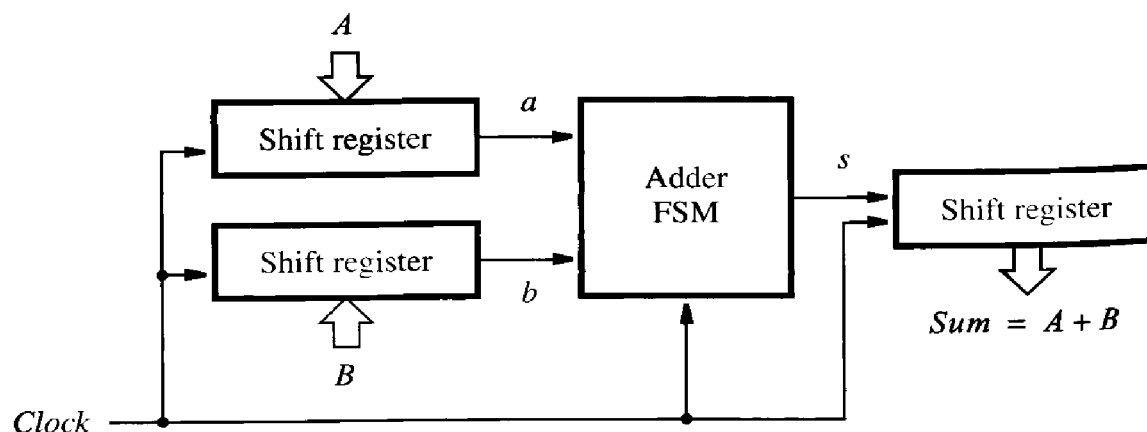 A
a
Shift register
Adder
FSM
s
Shift register
Shift register
b
B
Sum = A + B
Clock